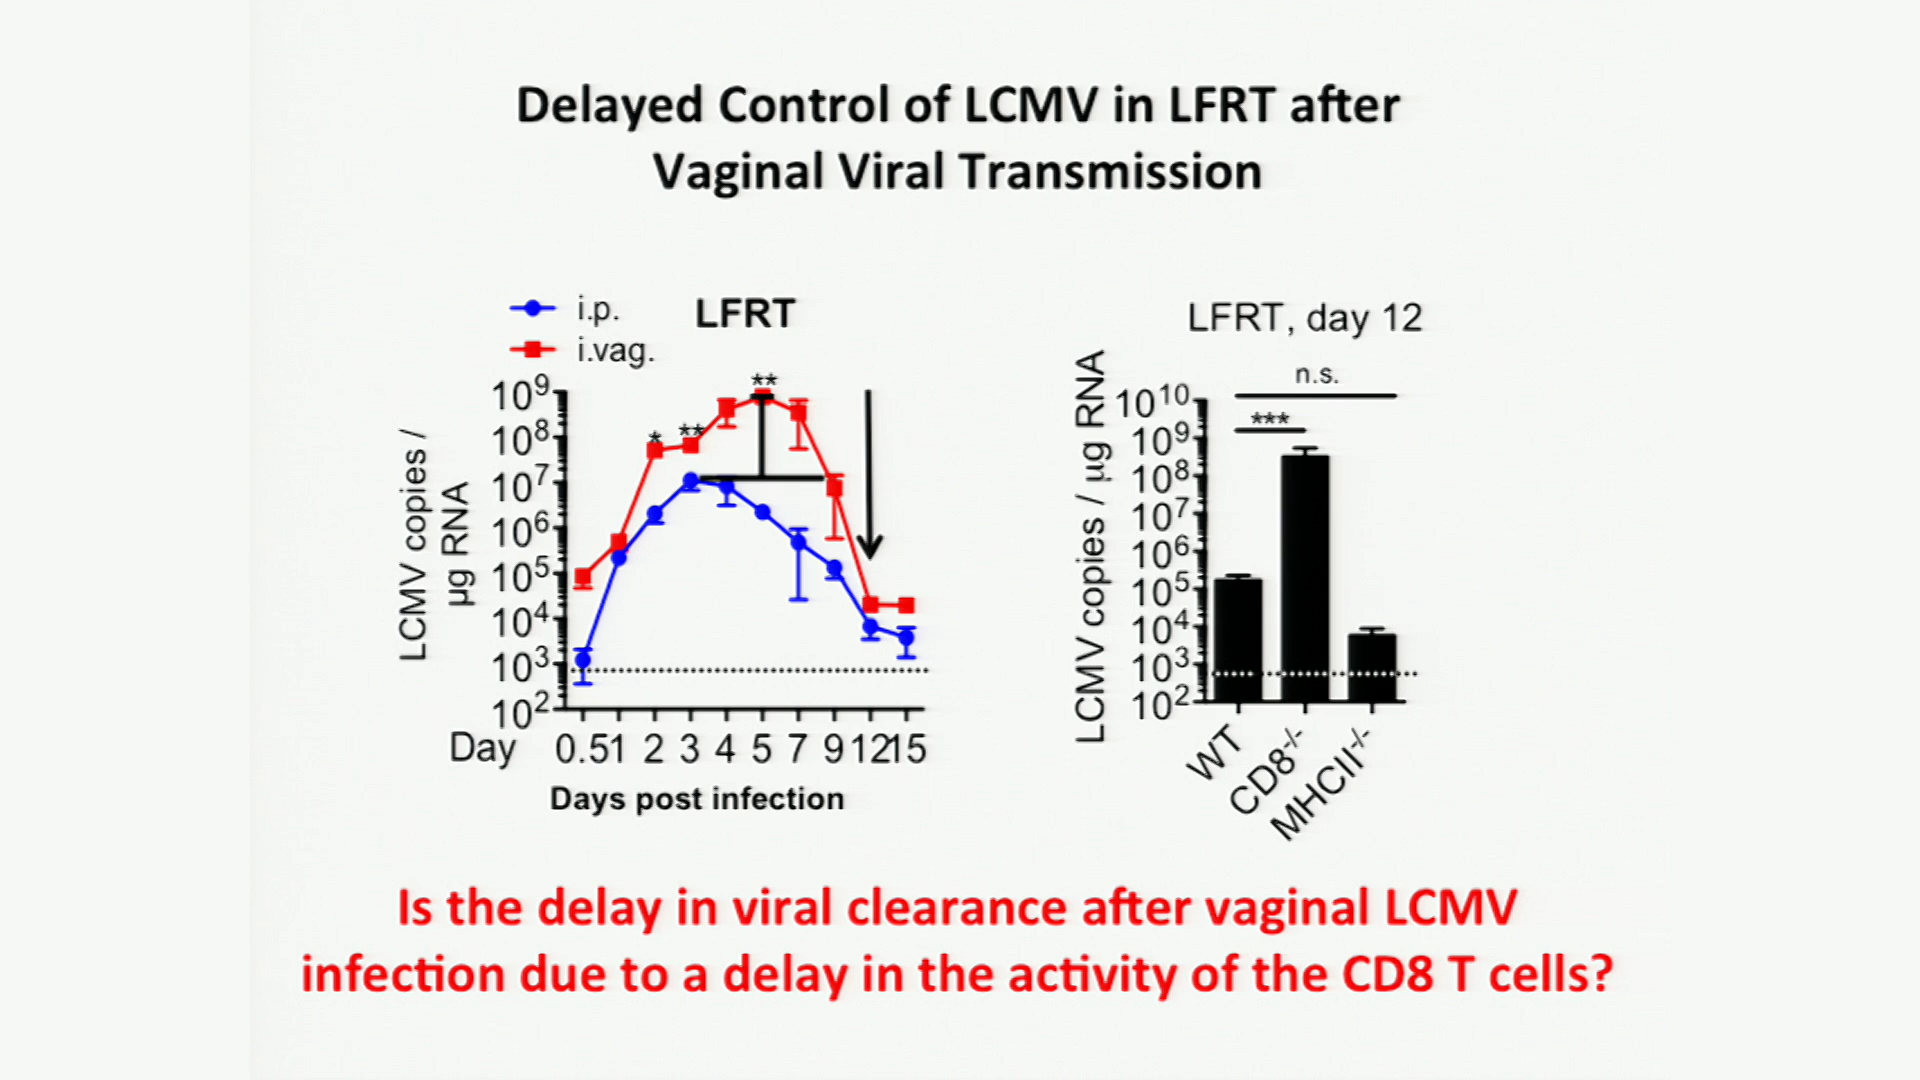 Delayed Control of LCMV in LFRT after
Vaginal Viral Transmission
i.p.
i.vag.
LFRT
LCMV copies /
µg RNA
10^9
10^8
10^7
10^6
10^5
10^4
10^3
10^2
*
**
**
Day 0.5 1 2 3 4 5 7 9 12 15
Days post infection
LFRT, day 12
LCMV copies / µg RNA
10^10
10^9
10^8
10^7
10^6
10^5
10^4
10^3
10^2
n.s.
***
WT
CD8-/-
MHCII-/-
Is the delay in viral clearance after vaginal LCMV
infection due to a delay in the activity of the CD8 T cells?